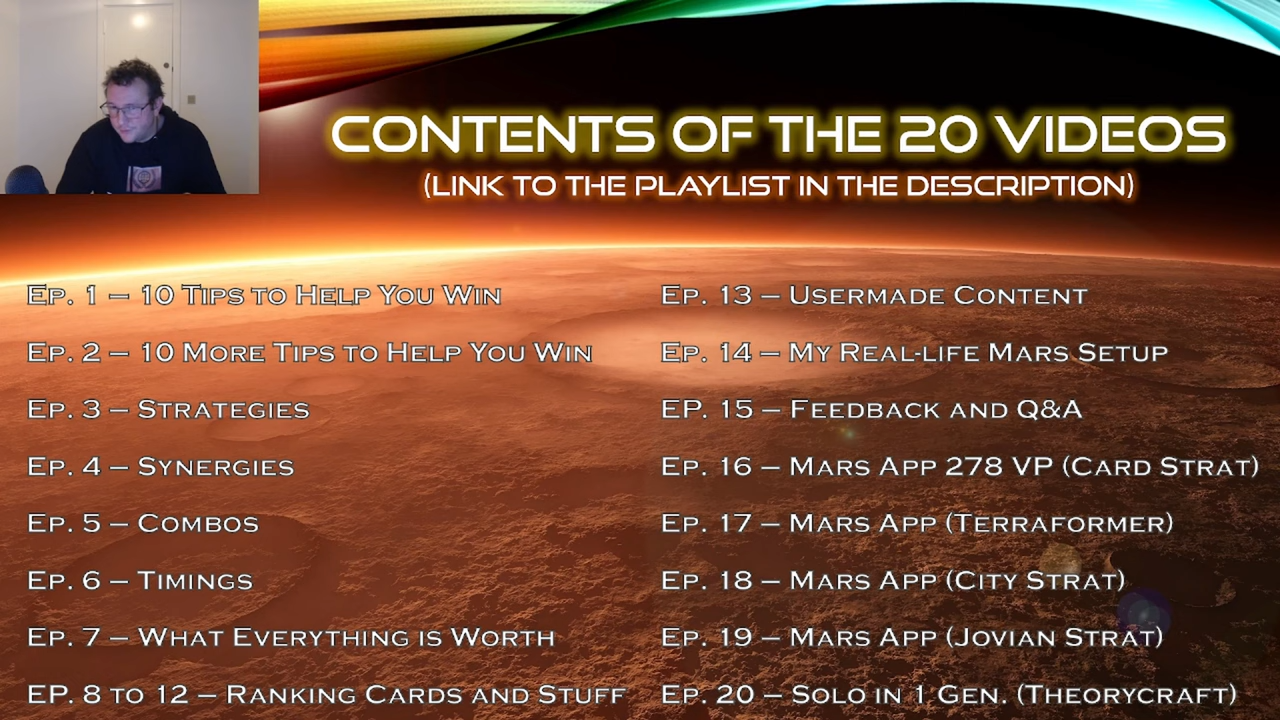 CONTENTS OF THE 20 VIDEOS
(LINK TO THE PLAYLIST IN THE DESCRIPTION)
Ep. 1 – 10 Tips to Help You Win
Ep. 2 – 10 More Tips to Help You Win
Ep. 3 – Strategies
Ep. 4 – Synergies
Ep. 5 – Combos
Ep. 6 – Timings
Ep. 7 – What Everything is Worth
EP. 8 to 12 – Ranking Cards and Stuff
Ep. 13 – Usermade Content
Ep. 14 – My Real-life Mars Setup
EP. 15 – Feedback and Q&A
Ep. 16 – Mars App 278 VP (Card Strat)
Ep. 17 – Mars App (Terraformer)
Ep. 18 – Mars App (City Strat)
Ep. 19 – Mars App (Jovian Strat)
Ep. 20 – Solo in 1 Gen. (Theorycraft)